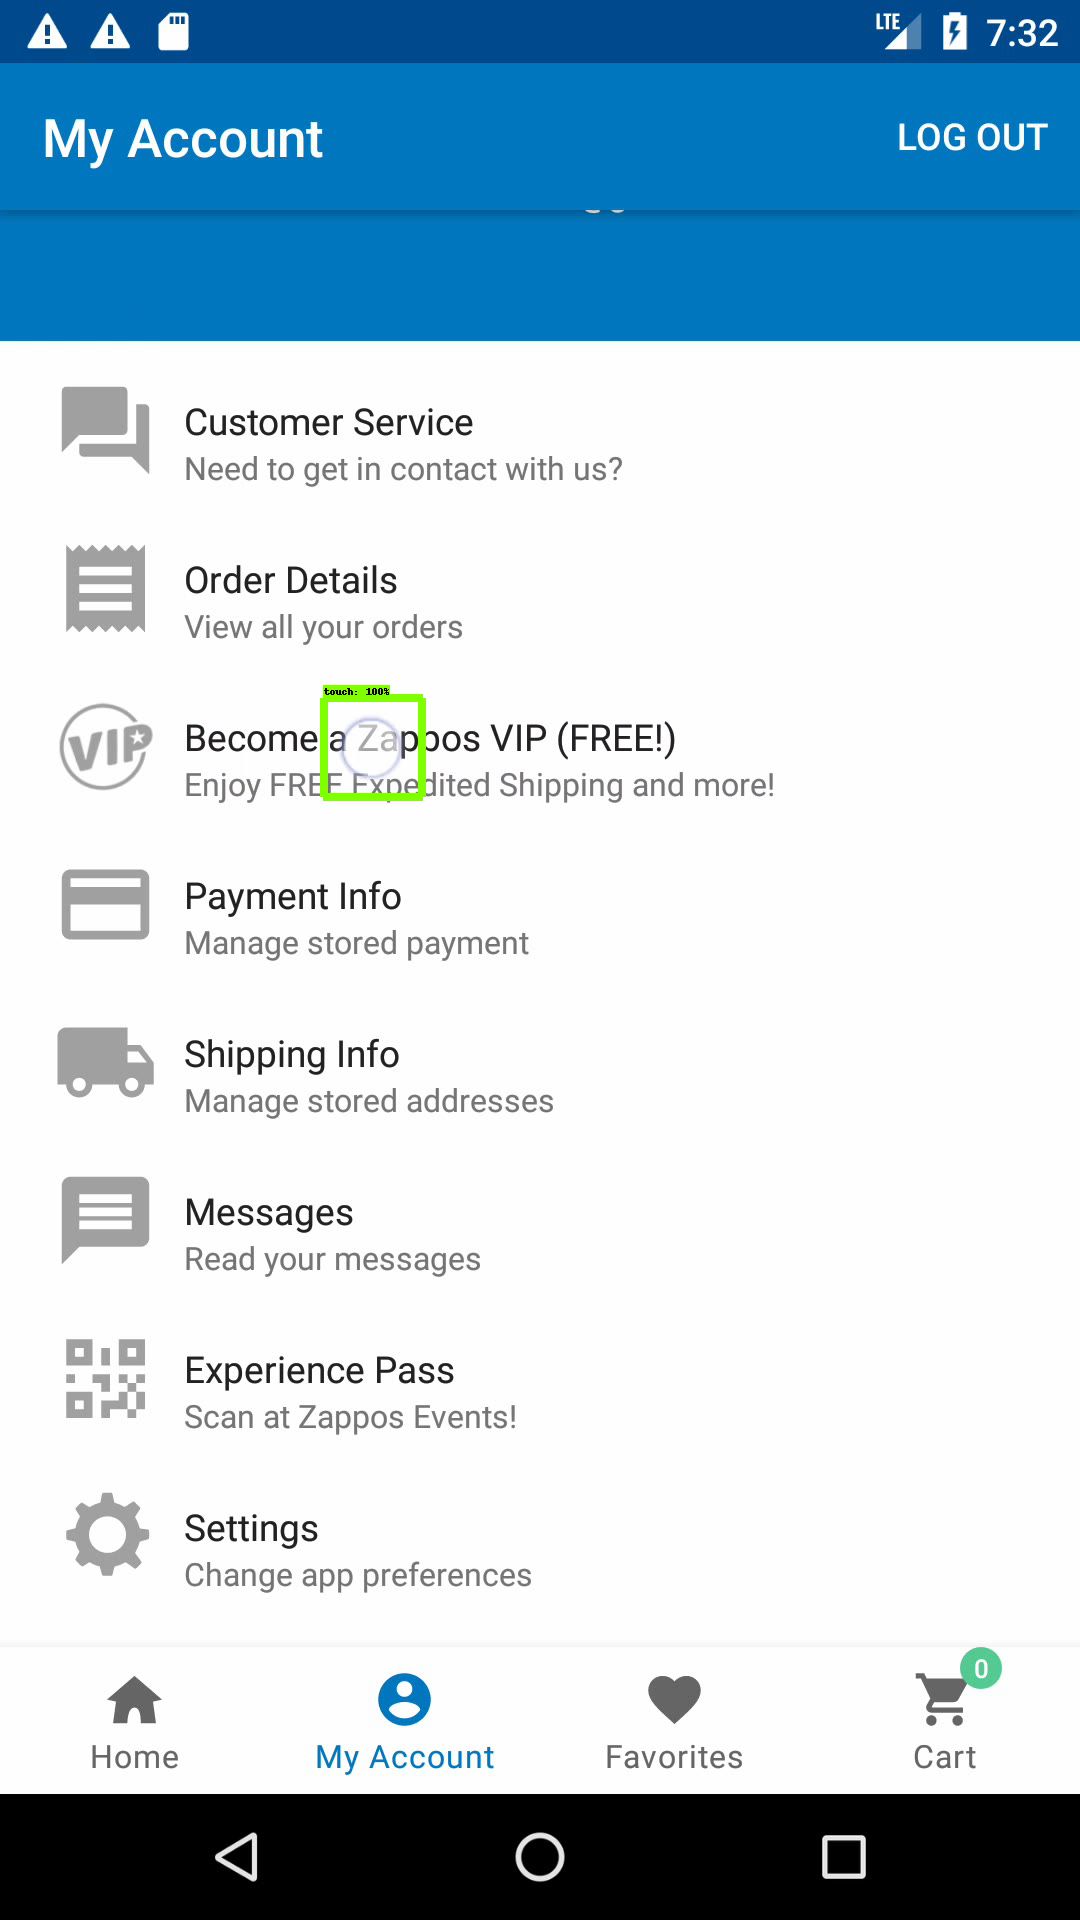 LTE 7:32
My Account LOG OUT
Customer Service
Need to get in contact with us?
Order Details
View all your orders
touch: 100%
VIP
Become a Zappos VIP (FREE!)
Enjoy FREE Expedited Shipping and more!
Payment Info
Manage stored payment
Shipping Info
Manage stored addresses
Messages
Read your messages
Experience Pass
Scan at Zappos Events!
Settings
Change app preferences
0
Home My Account Favorites Cart